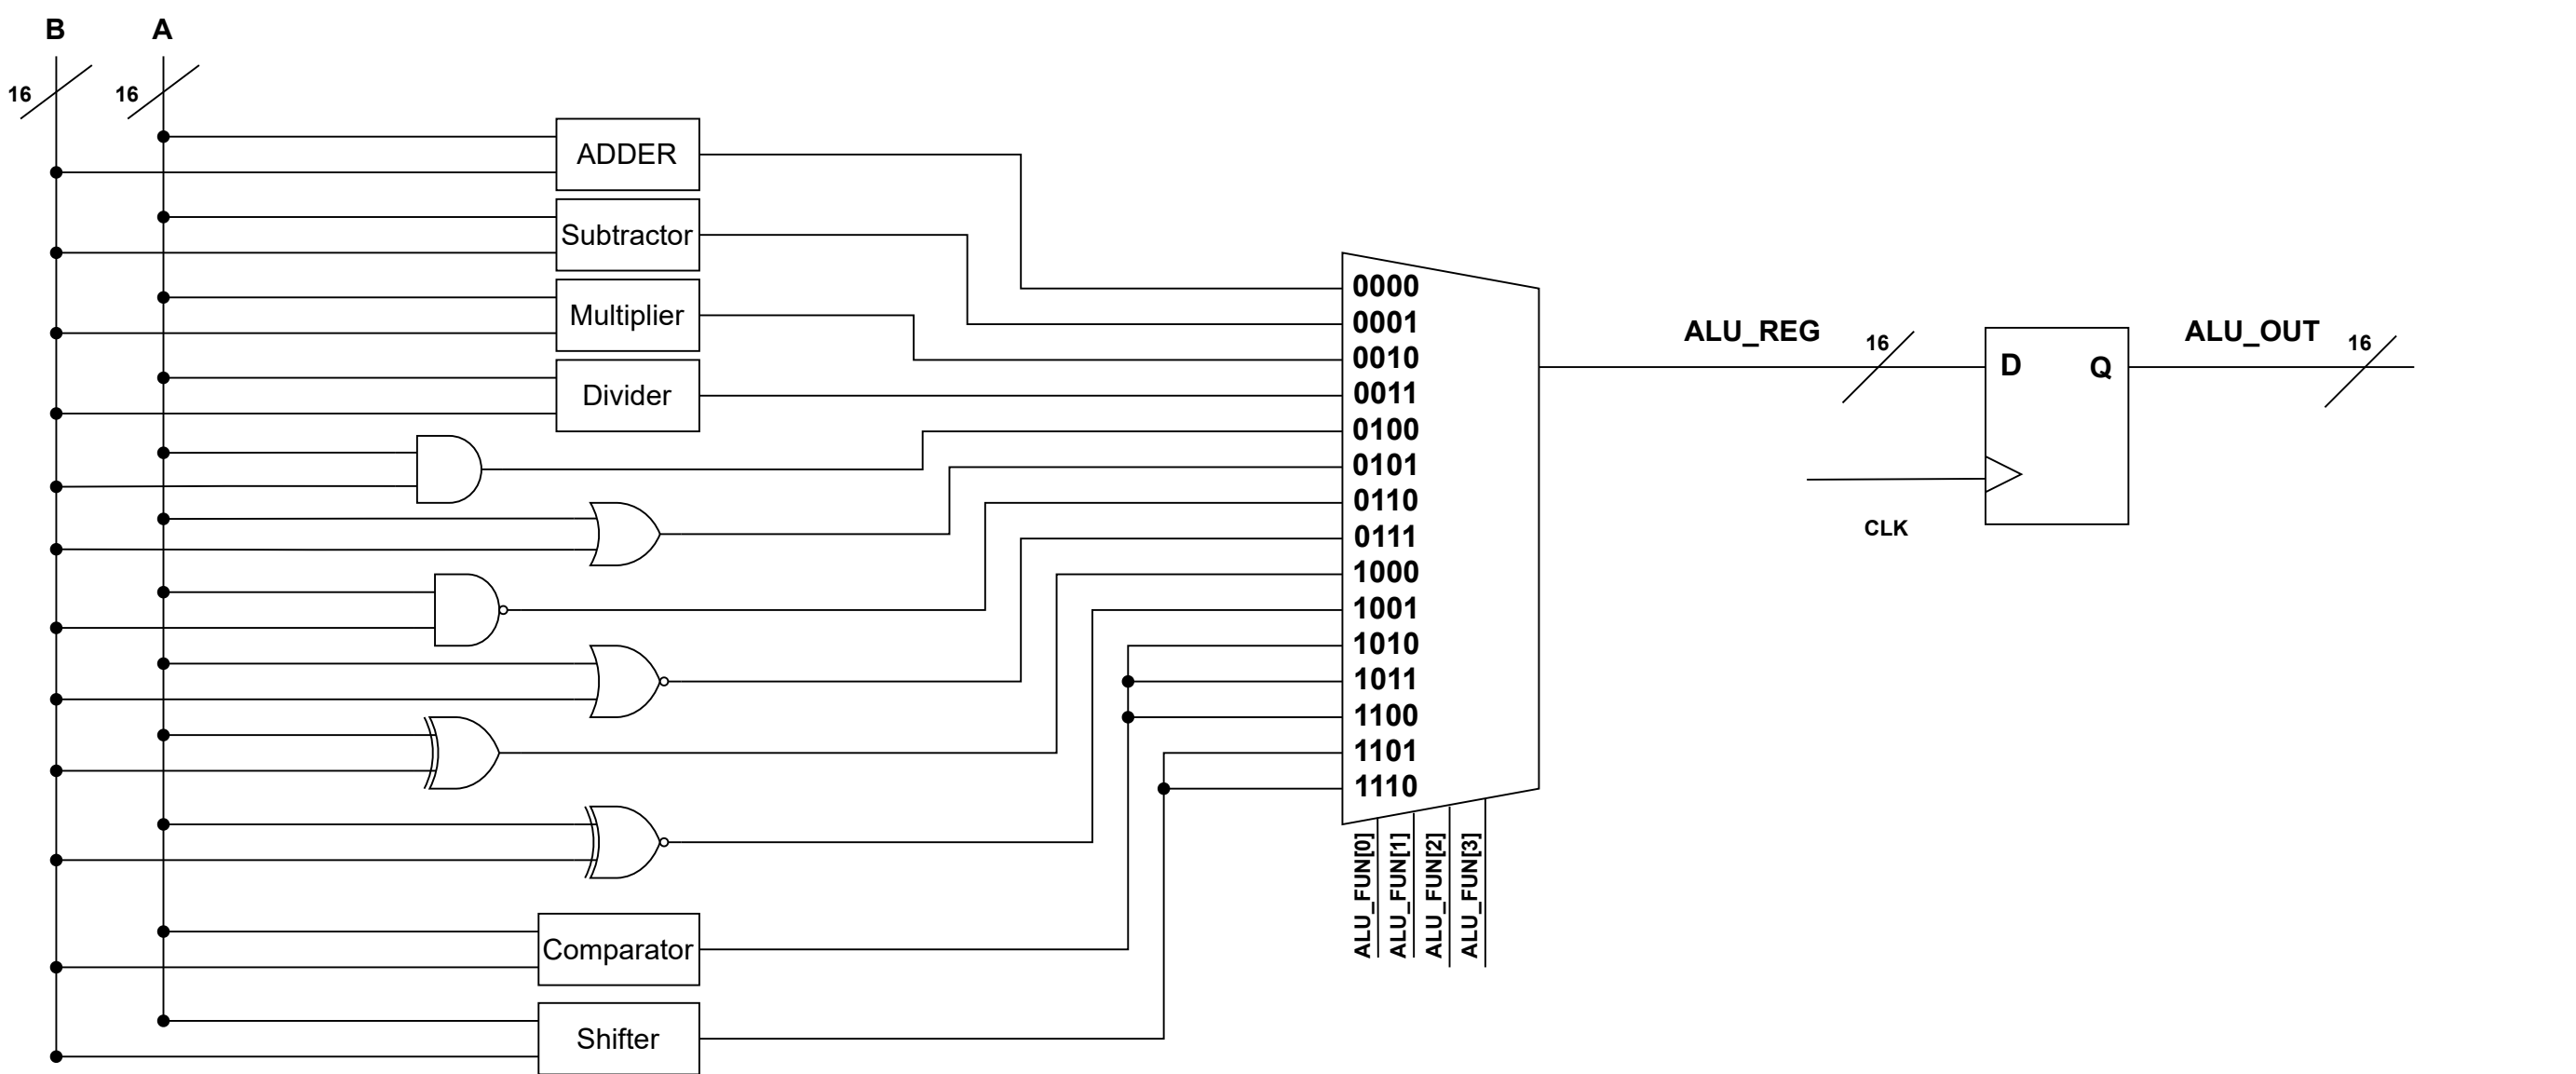 B
A
16
16
ADDER
Subtractor
Multiplier
Divider
Comparator
Shifter
0000
0001
0010
0011
0100
0101
0110
0111
1000
1001
1010
1011
1100
1101
1110
ALU_FUN[0]
ALU_FUN[1]
ALU_FUN[2]
ALU_FUN[3]
ALU_REG
16
D
Q
CLK
ALU_OUT
16